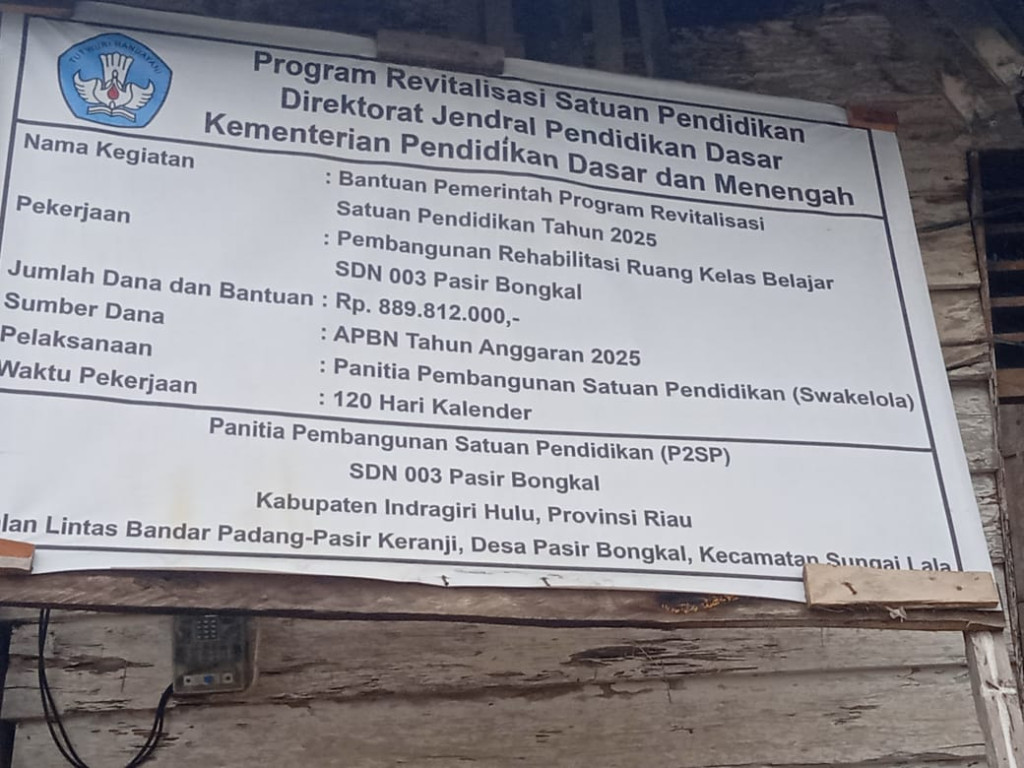 TUT WURI HANDAYANI
Program Revitalisasi Satuan Pendidikan
Direktorat Jendral Pendidikan Dasar
Kementerian Pendidikan Dasar dan Menengah
Nama Kegiatan : Bantuan Pemerintah Program Revitalisasi
Satuan Pendidikan Tahun 2025
Pekerjaan : Pembangunan Rehabilitasi Ruang Kelas Belajar
SDN 003 Pasir Bongkal
Jumlah Dana dan Bantuan : Rp. 889.812.000,-
Sumber Dana : APBN Tahun Anggaran 2025
Pelaksanaan : Panitia Pembangunan Satuan Pendidikan (Swakelola)
Waktu Pekerjaan : 120 Hari Kalender
Panitia Pembangunan Satuan Pendidikan (P2SP)
SDN 003 Pasir Bongkal
Kabupaten Indragiri Hulu, Provinsi Riau
lan Lintas Bandar Padang-Pasir Keranji, Desa Pasir Bongkal, Kecamatan Sungai Lala